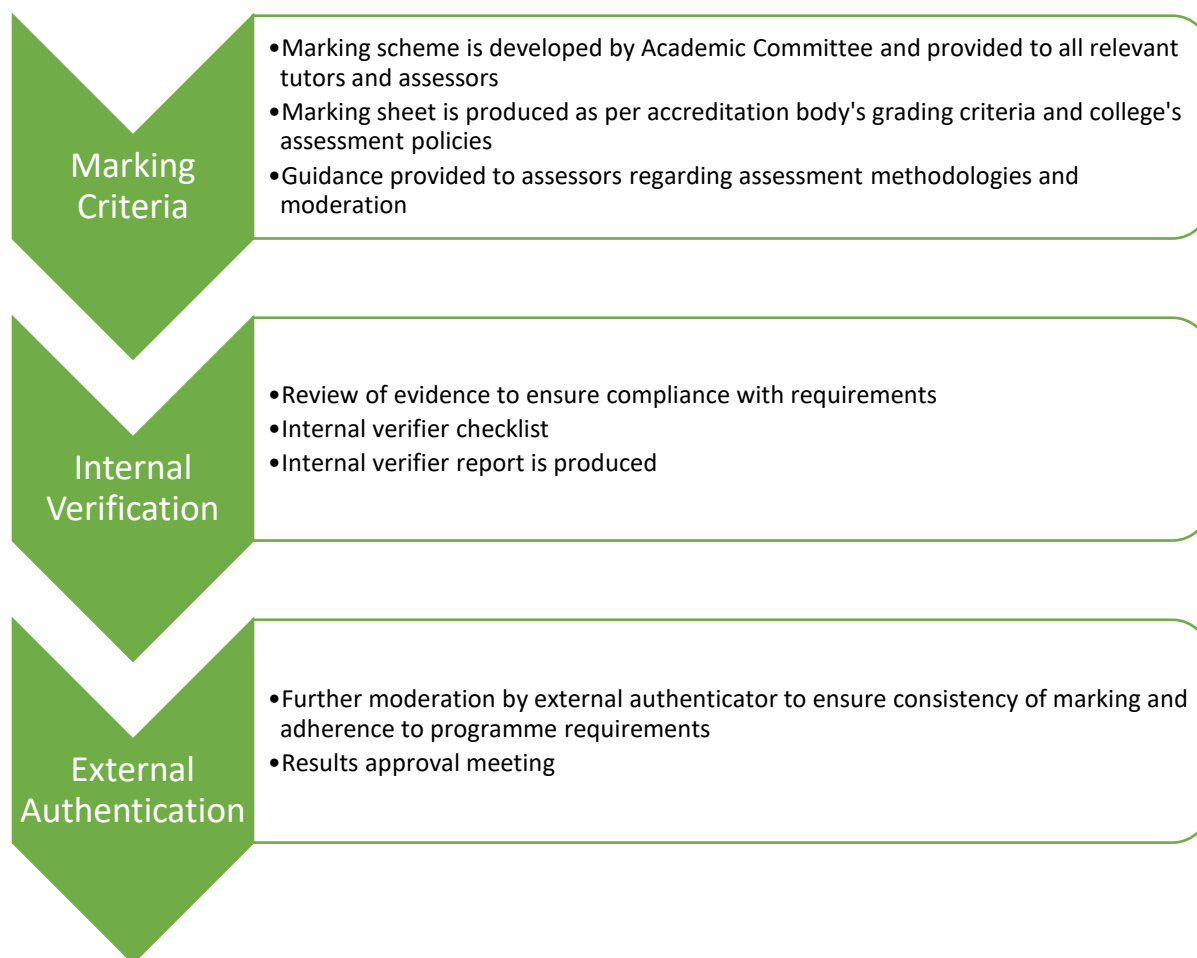 Marking
Criteria
•Marking scheme is developed by Academic Committee and provided to all relevant
tutors and assessors
•Marking sheet is produced as per accreditation body's grading criteria and college's
assessment policies
•Guidance provided to assessors regarding assessment methodologies and
moderation
Internal
Verification
•Review of evidence to ensure compliance with requirements
•Internal verifier checklist
•Internal verifier report is produced
External
Authentication
•Further moderation by external authenticator to ensure consistency of marking and
adherence to programme requirements
•Results approval meeting